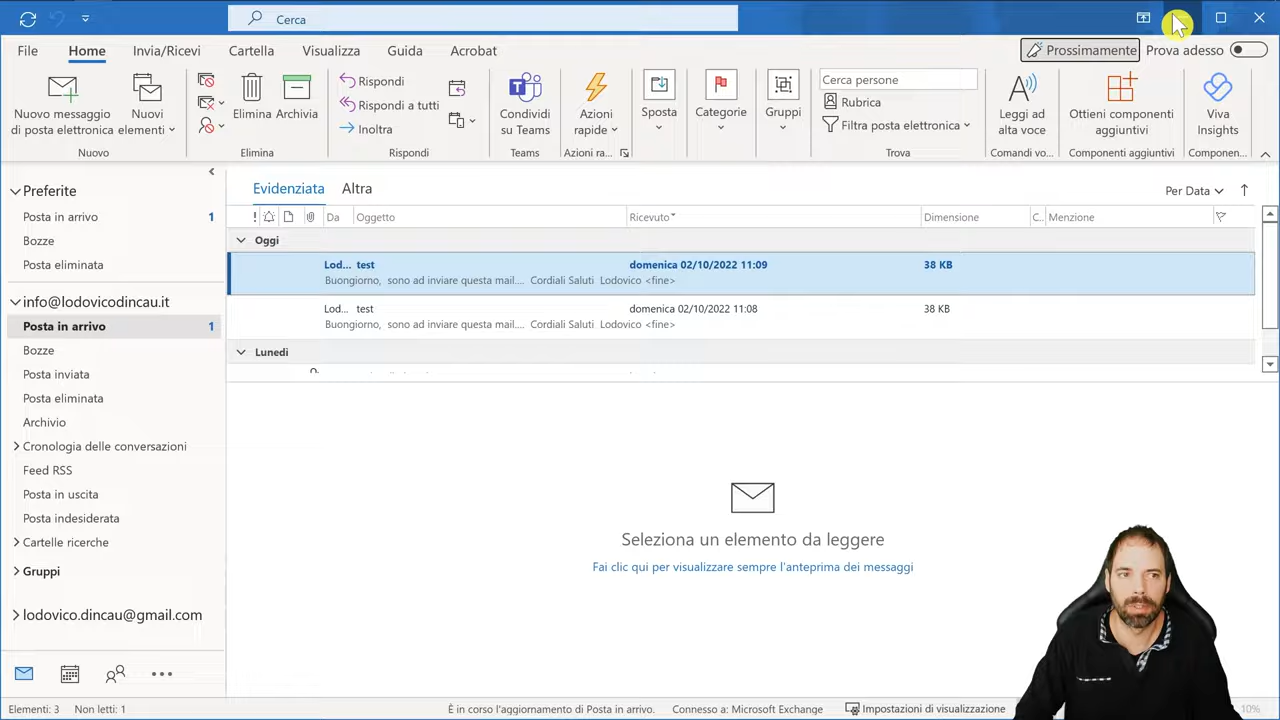 Cerca
File Home Invia/Ricevi Cartella Visualizza Guida Acrobat Prossimamente Prova adesso
Nuovo messaggio di posta elettronica
Nuovi elementi
Nuovo
Elimina
Archivia
Elimina
Rispondi
Rispondi a tutti
Inoltra
Rispondi
Condividi su Teams
Teams
Azioni rapide
Azioni ra...
Sposta
Categorie
Gruppi
Cerca persone
Rubrica
Filtra posta elettronica
Trova
Leggi ad alta voce
Comandi vo...
Ottieni componenti aggiuntivi
Componenti aggiuntivi
Viva Insights
Componen...
Preferite
Posta in arrivo 1
Bozze
Posta eliminata
info@lodovicodincau.it
Posta in arrivo 1
Bozze
Posta inviata
Posta eliminata
Archivio
Cronologia delle conversazioni
Feed RSS
Posta in uscita
Posta indesiderata
Cartelle ricerche
Gruppi
lodovico.dincau@gmail.com
Evidenziata Altra Per Data
! Da Oggetto Ricevuto Dimensione C.. Menzione
Oggi
Lod... test domenica 02/10/2022 11:09 38 KB
Buongiorno, sono ad inviare questa mail.... Cordiali Saluti Lodovico <fine>
Lod... test domenica 02/10/2022 11:08 38 KB
Buongiorno, sono ad inviare questa mail.... Cordiali Saluti Lodovico <fine>
Lunedì
Seleziona un elemento da leggere
Fai clic qui per visualizzare sempre l'anteprima dei messaggi
Elementi: 3 Non letti: 1 È in corso l'aggiornamento di Posta in arrivo. Connesso a: Microsoft Exchange Impostazioni di visualizzazione 10%